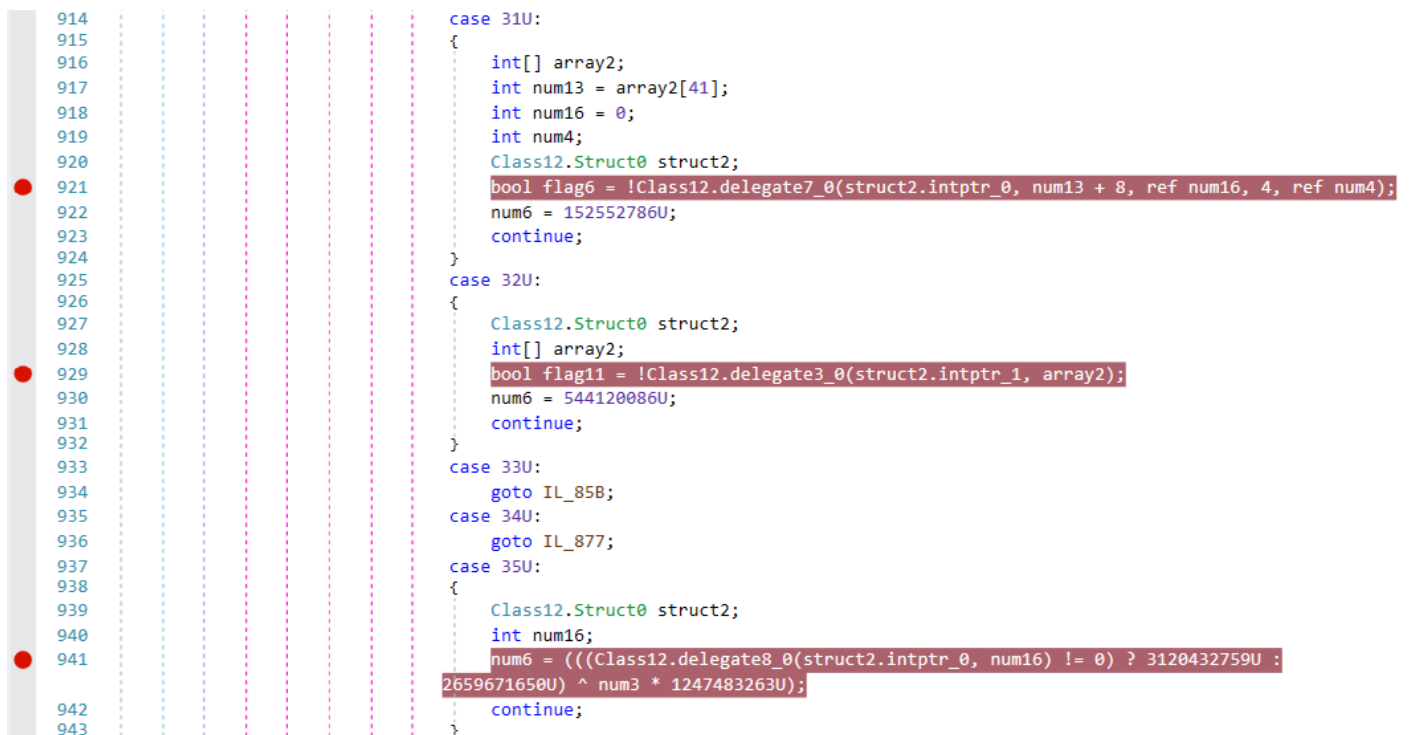 914 case 31U:
915 {
916 int[] array2;
917 int num13 = array2[41];
918 int num16 = 0;
919 int num4;
920 Class12.Struct0 struct2;
921 bool flag6 = !Class12.delegate7_0(struct2.intptr_0, num13 + 8, ref num16, 4, ref num4);
922 num6 = 152552786U;
923 continue;
924 }
925 case 32U:
926 {
927 Class12.Struct0 struct2;
928 int[] array2;
929 bool flag11 = !Class12.delegate3_0(struct2.intptr_1, array2);
930 num6 = 544120086U;
931 continue;
932 }
933 case 33U:
934 goto IL_85B;
935 case 34U:
936 goto IL_877;
937 case 35U:
938 {
939 Class12.Struct0 struct2;
940 int num16;
941 num6 = (((Class12.delegate8_0(struct2.intptr_0, num16) != 0) ? 3120432759U :
2659671650U) ^ num3 * 1247483263U);
942 continue;
943 }